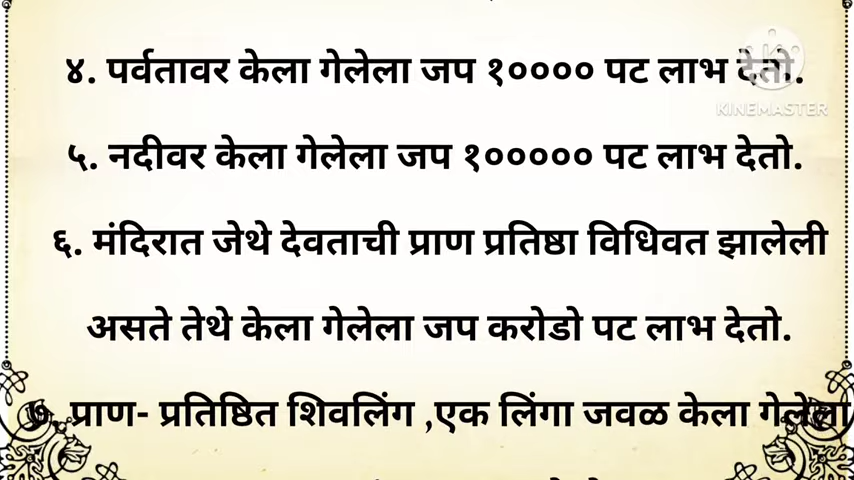 ४. पर्वतावर केला गेलेला जप १०००० पट लाभ देतो.
KINEMASTER
५. नदीवर केला गेलेला जप १००००० पट लाभ देतो.
६. मंदिरात जेथे देवताची प्राण प्रतिष्ठा विधिवत झालेली
असते तेथे केला गेलेला जप करोडो पट लाभ देतो.
७. प्राण- प्रतिष्ठित शिवलिंग ,एक लिंगा जवळ केला गेलेला